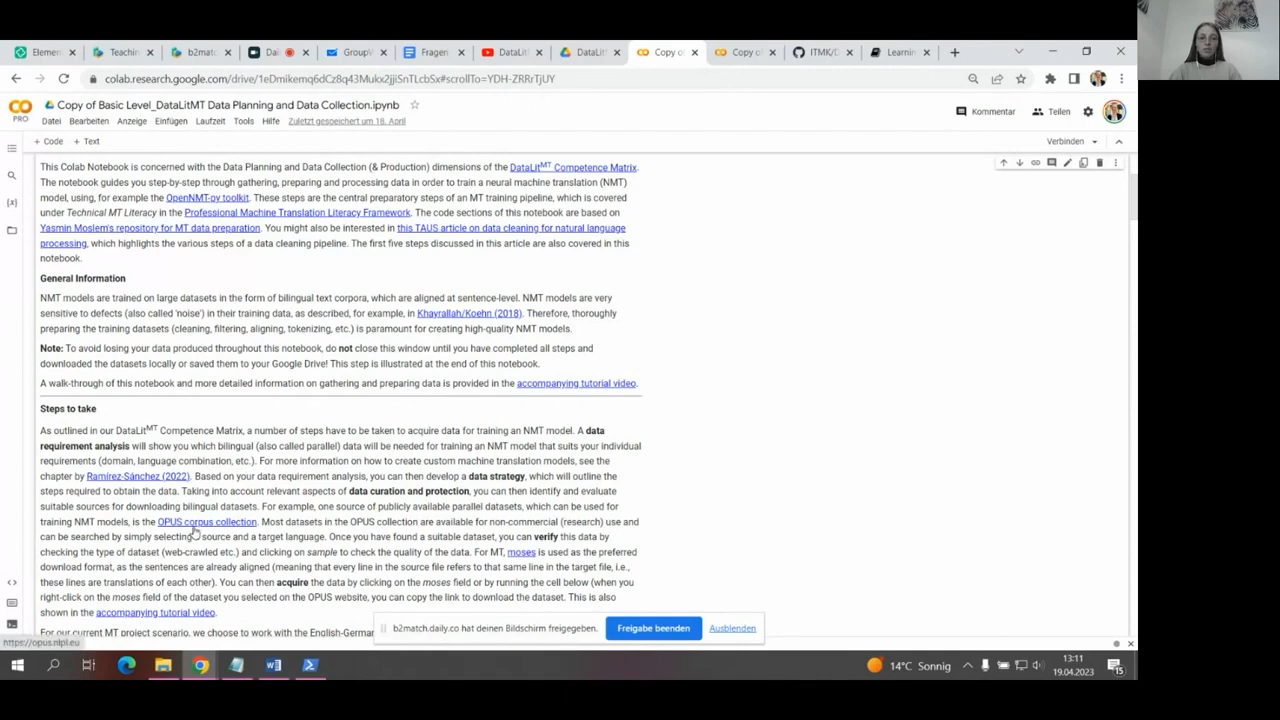 Elemen
Teachin
b2mat
Dai
GroupV
Fragen
DataLit
DataLit
Copy o
Copy of
ITMK/D
Learnin
colab.research.google.com/drive/1eDmikemq6dCz8q43Mukx2jjiSnTLcbSx#scrollTo=YDH-ZRRrTjUY
Copy of Basic Level_DataLitMT Data Planning and Data Collection.ipynb
PRO
Datei Bearbeiten Anzeige Einfügen Laufzeit Tools Hilfe Zuletzt gespeichert um 18. April
Kommentar Teilen
+ Code + Text
Verbinden
This Colab Notebook is concerned with the Data Planning and Data Collection (& Production) dimensions of the DataLitMT Competence Matrix.
The notebook guides you step-by-step through gathering, preparing and processing data in order to train a neural machine translation (NMT)
model, using, for example the OpenNMT-py toolkit. These steps are the central preparatory steps of an MT training pipeline, which is covered
under Technical MT Literacy in the Professional Machine Translation Literacy Framework. The code sections of this notebook are based on
Yasmin Moslem's repository for MT data preparation. You might also be interested in this TAUS article on data cleaning for natural language
processing, which highlights the various steps of a data cleaning pipeline. The first five steps discussed in this article are also covered in this
notebook.
General Information
NMT models are trained on large datasets in the form of bilingual text corpora, which are aligned at sentence-level. NMT models are very
sensitive to defects (also called 'noise') in their training data, as described, for example, in Khayrallah/Koehn (2018). Therefore, thoroughly
preparing the training datasets (cleaning, filtering, aligning, tokenizing, etc.) is paramount for creating high-quality NMT models.
Note: To avoid losing your data produced throughout this notebook, do not close this window until you have completed all steps and
downloaded the datasets locally or saved them to your Google Drive! This step is illustrated at the end of this notebook.
A walk-through of this notebook and more detailed information on gathering and preparing data is provided in the accompanying tutorial video.
Steps to take
As outlined in our DataLitMT Competence Matrix, a number of steps have to be taken to acquire data for training an NMT model. A data
requirement analysis will show you which bilingual (also called parallel) data will be needed for training an NMT model that suits your individual
requirements (domain, language combination, etc.). For more information on how to create custom machine translation models, see the
chapter by Ramírez-Sánchez (2022). Based on your data requirement analysis, you can then develop a data strategy, which will outline the
steps required to obtain the data. Taking into account relevant aspects of data curation and protection, you can then identify and evaluate
suitable sources for downloading bilingual datasets. For example, one source of publicly available parallel datasets, which can be used for
training NMT models, is the OPUS corpus collection. Most datasets in the OPUS collection are available for non-commercial (research) use and
can be searched by simply selecting source and a target language. Once you have found a suitable dataset, you can verify this data by
checking the type of dataset (web-crawled etc.) and clicking on sample to check the quality of the data. For MT, moses is used as the preferred
download format, as the sentences are already aligned (meaning that every line in the source file refers to that same line in the target file, i.e.,
these lines are translations of each other). You can then acquire the data by clicking on the moses field or by running the cell below (when you
right-click on the moses field of the dataset you selected on the OPUS website, you can copy the link to download the dataset. This is also
shown in the accompanying tutorial video.
For our current MT project scenario, we choose to work with the English-German
b2match.daily.co hat deinen Bildschirm freigegeben.
Freigabe beenden
Ausblenden
https://opus.nlpl.eu
14°C Sonnig
13:11
19.04.2023
15